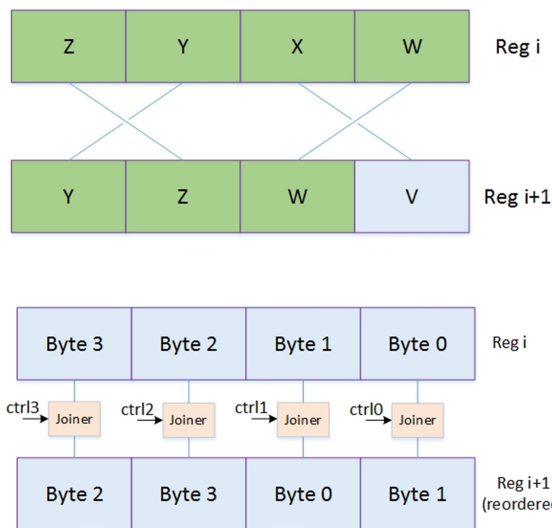 Z Y X W Reg i
Y Z W V Reg i+1
Byte 3 Byte 2 Byte 1 Byte 0 Reg i
ctrl3 Joiner ctrl2 Joiner ctrl1 Joiner ctrl0 Joiner
Byte 2 Byte 3 Byte 0 Byte 1 Reg i+1
(reordered